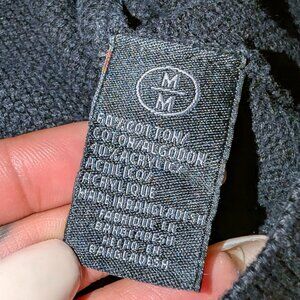 M
M
60%COTTON/
COTON/ALGODON
40%ACRYLIC/
ACRILICO/
ACRYLIQUE
MADE IN BANGLADESH
FABRIQUE EN
BANGLADESH
HECHO EN
BANGLADESH